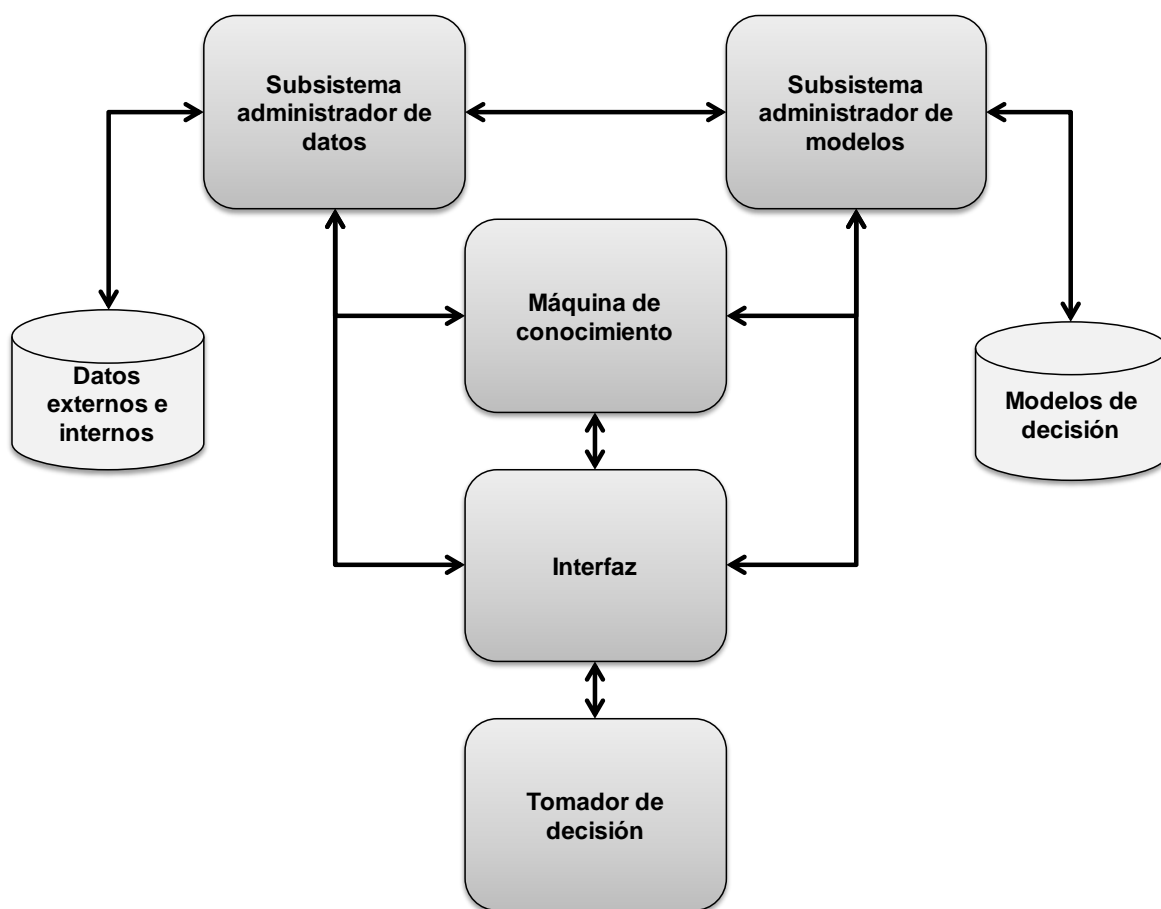 Subsistema
administrador de
datos
Subsistema
administrador de
modelos
Máquina de
conocimiento
Datos
externos e
internos
Modelos de
decisión
Interfaz
Tomador de
decisión